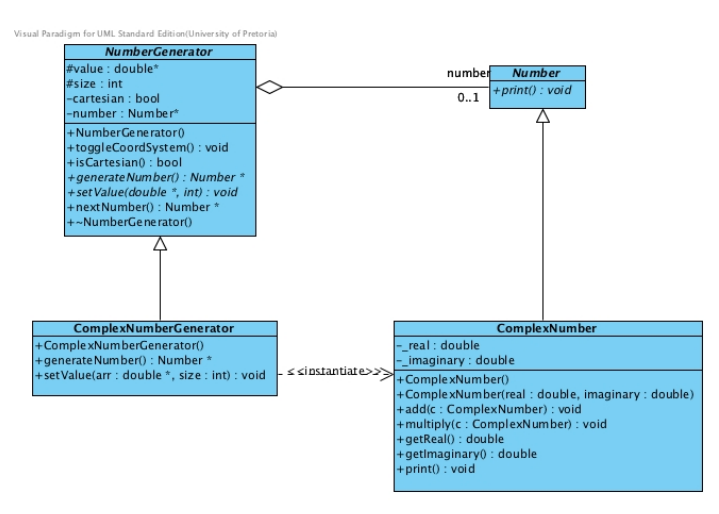 Visual Paradigm for UML Standard Edition(University of Pretoria)
NumberGenerator
#value : double*
#size : int
-cartesian : bool
-number : Number*
+NumberGenerator()
+toggleCoordSystem() : void
+isCartesian() : bool
+generateNumber() : Number *
+setValue(double *, int) : void
+nextNumber() : Number *
+~NumberGenerator()
number
0..1
Number
+print() : void
ComplexNumberGenerator
+ComplexNumberGenerator()
+generateNumber() : Number *
+setValue(arr : double *, size : int) : void
<<instantiate>>
ComplexNumber
-_real : double
-_imaginary : double
+ComplexNumber()
+ComplexNumber(real : double, imaginary : double)
+add(c : ComplexNumber) : void
+multiply(c : ComplexNumber) : void
+getReal() : double
+getImaginary() : double
+print() : void